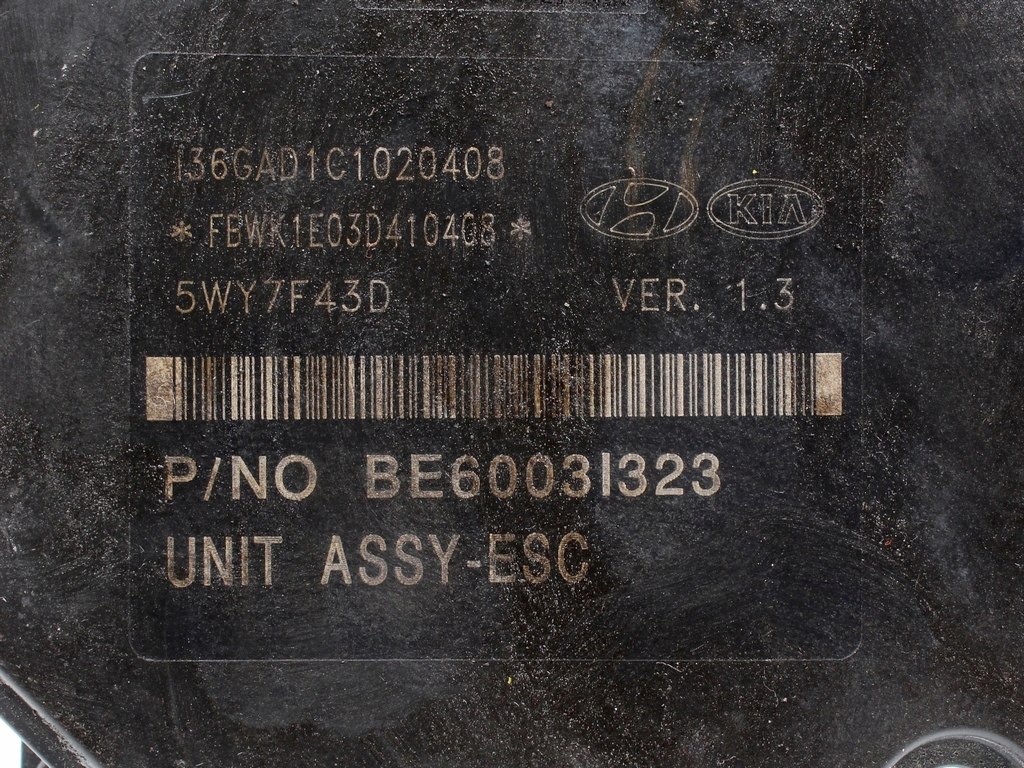 I36GAD1C1020408
*FBWK1E03D410408*
KIA
5WY7F43D VER. 1.3
P/NO BE6003I323
UNIT ASSY-ESC